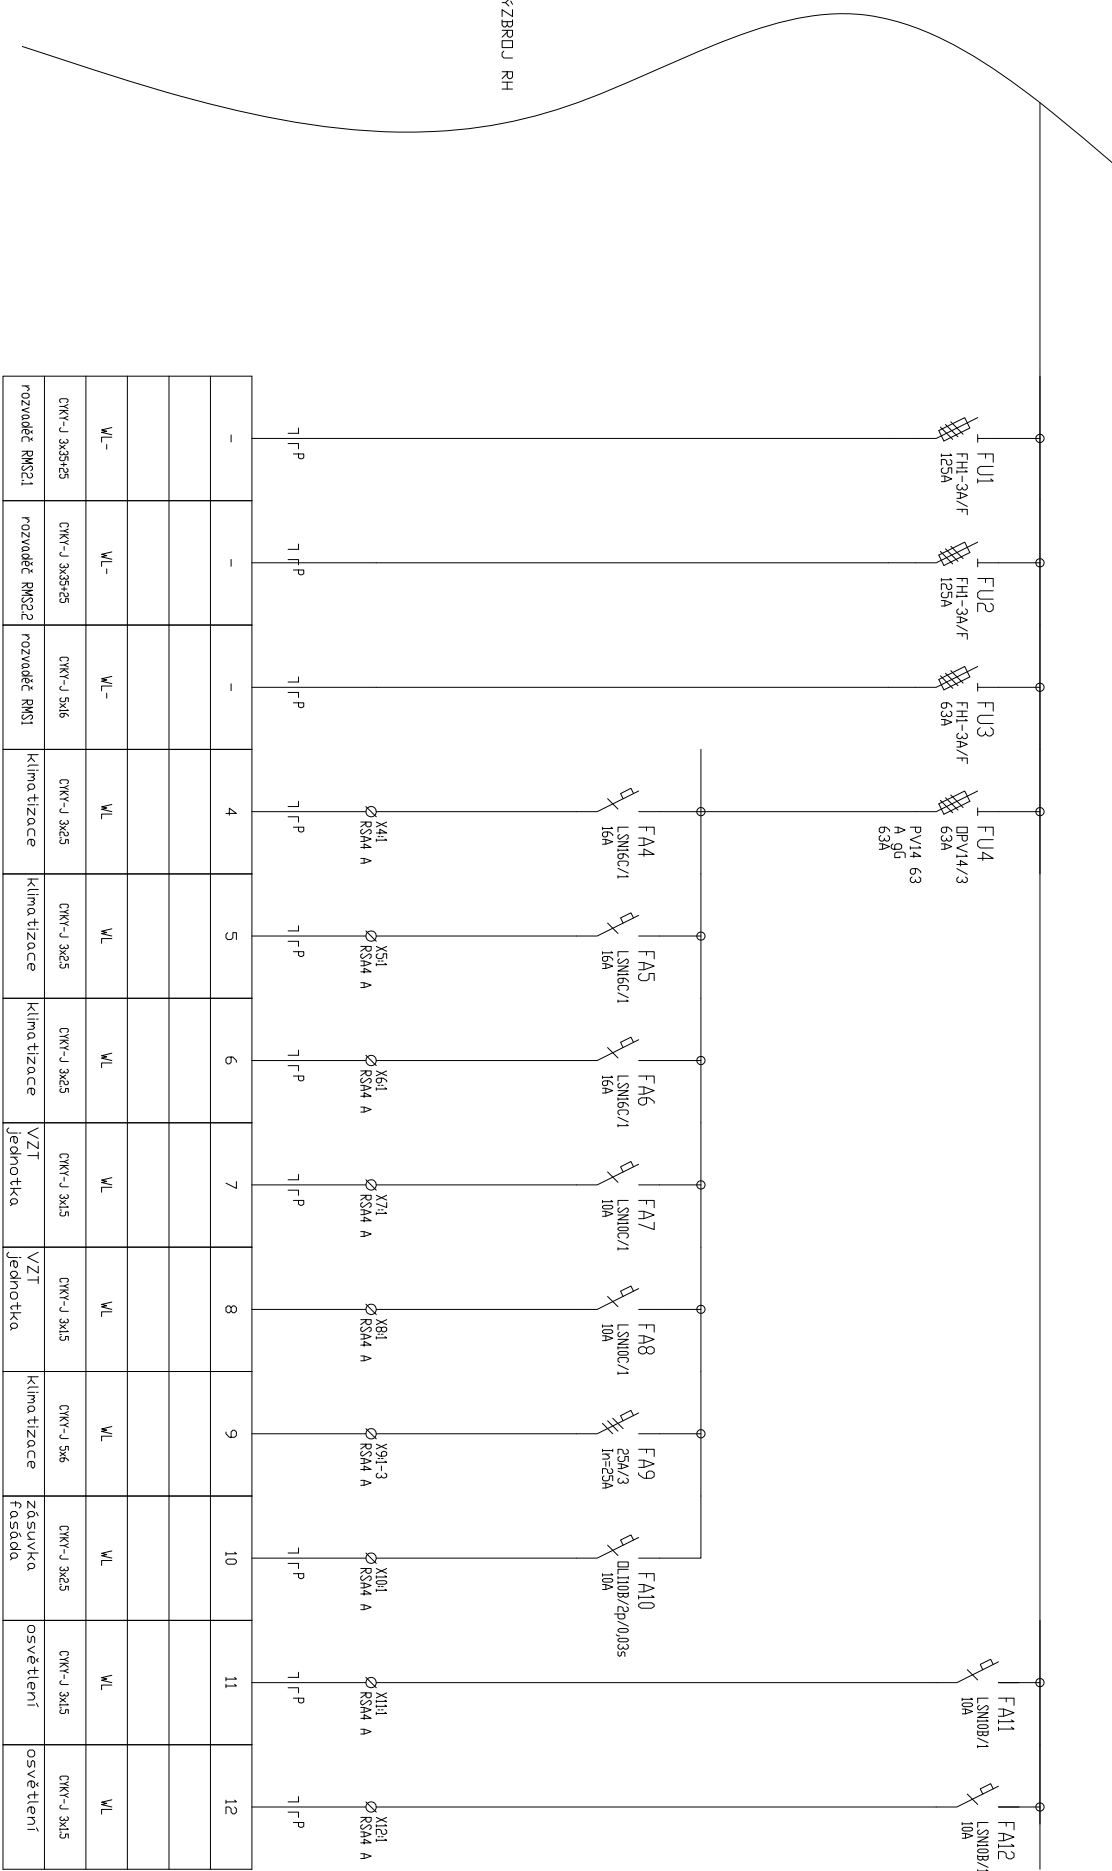 ÝZBROJ RH
FU1
FH1-3A/F
125A
FU2
FH1-3A/F
125A
FU3
FH1-3A/F
63A
FU4
OPV14/3
63A
PV14 63
A gG
63A
FA4
LSN16C/1
16A
FA5
LSN16C/1
16A
FA6
LSN16C/1
16A
FA7
LSN10C/1
10A
FA8
LSN10C/1
10A
FA9
25A/3
In=25A
FA10
OLI10B/2p/0,03s
10A
FA11
LSN10B/1
10A
FA12
LSN10B/1
10A
X4:1
RSA4 A
X5:1
RSA4 A
X6:1
RSA4 A
X7:1
RSA4 A
X8:1
RSA4 A
X9:1-3
RSA4 A
X10:1
RSA4 A
X11:1
RSA4 A
X12:1
RSA4 A
P
P
P
P
P
P
P
P
P
P
- - - 4 5 6 7 8 9 10 11 12
WL- WL- WL- WL WL WL WL WL WL WL WL WL
CYKY-J 3x35+25 CYKY-J 3x35+25 CYKY-J 5x16 CYKY-J 3x2,5 CYKY-J 3x2,5 CYKY-J 3x2,5 CYKY-J 3x1,5 CYKY-J 3x1,5 CYKY-J 5x6 CYKY-J 3x2,5 CYKY-J 3x1,5 CYKY-J 3x1,5
rozvaděč RMS2.1
rozvaděč RMS2.2
rozvaděč RMS1
klimatizace
klimatizace
klimatizace
VZT
jednotka
VZT
jednotka
klimatizace
zásuvka
fasáda
osvětlení
osvětlení